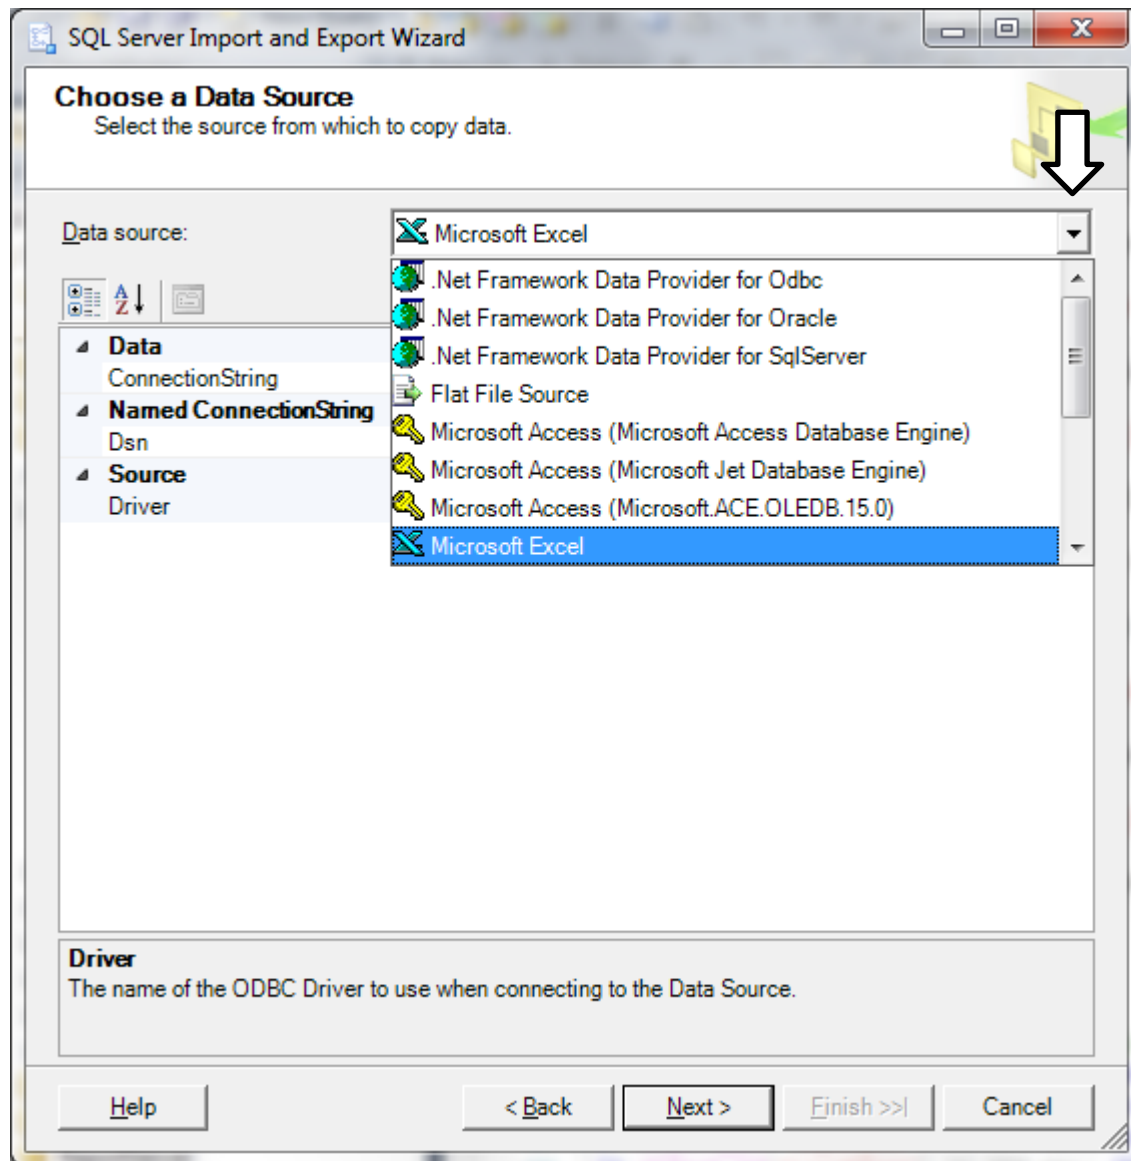 SQL Server Import and Export Wizard
Choose a Data Source
Select the source from which to copy data.
Data source:
Microsoft Excel
.Net Framework Data Provider for Odbc
.Net Framework Data Provider for Oracle
.Net Framework Data Provider for SqlServer
Flat File Source
Microsoft Access (Microsoft Access Database Engine)
Microsoft Access (Microsoft Jet Database Engine)
Microsoft Access (Microsoft.ACE.OLEDB.15.0)
Microsoft Excel
A
Z
Data
ConnectionString
Named ConnectionString
Dsn
Source
Driver
Driver
The name of the ODBC Driver to use when connecting to the Data Source.
Help
< Back
Next >
Finish >>|
Cancel